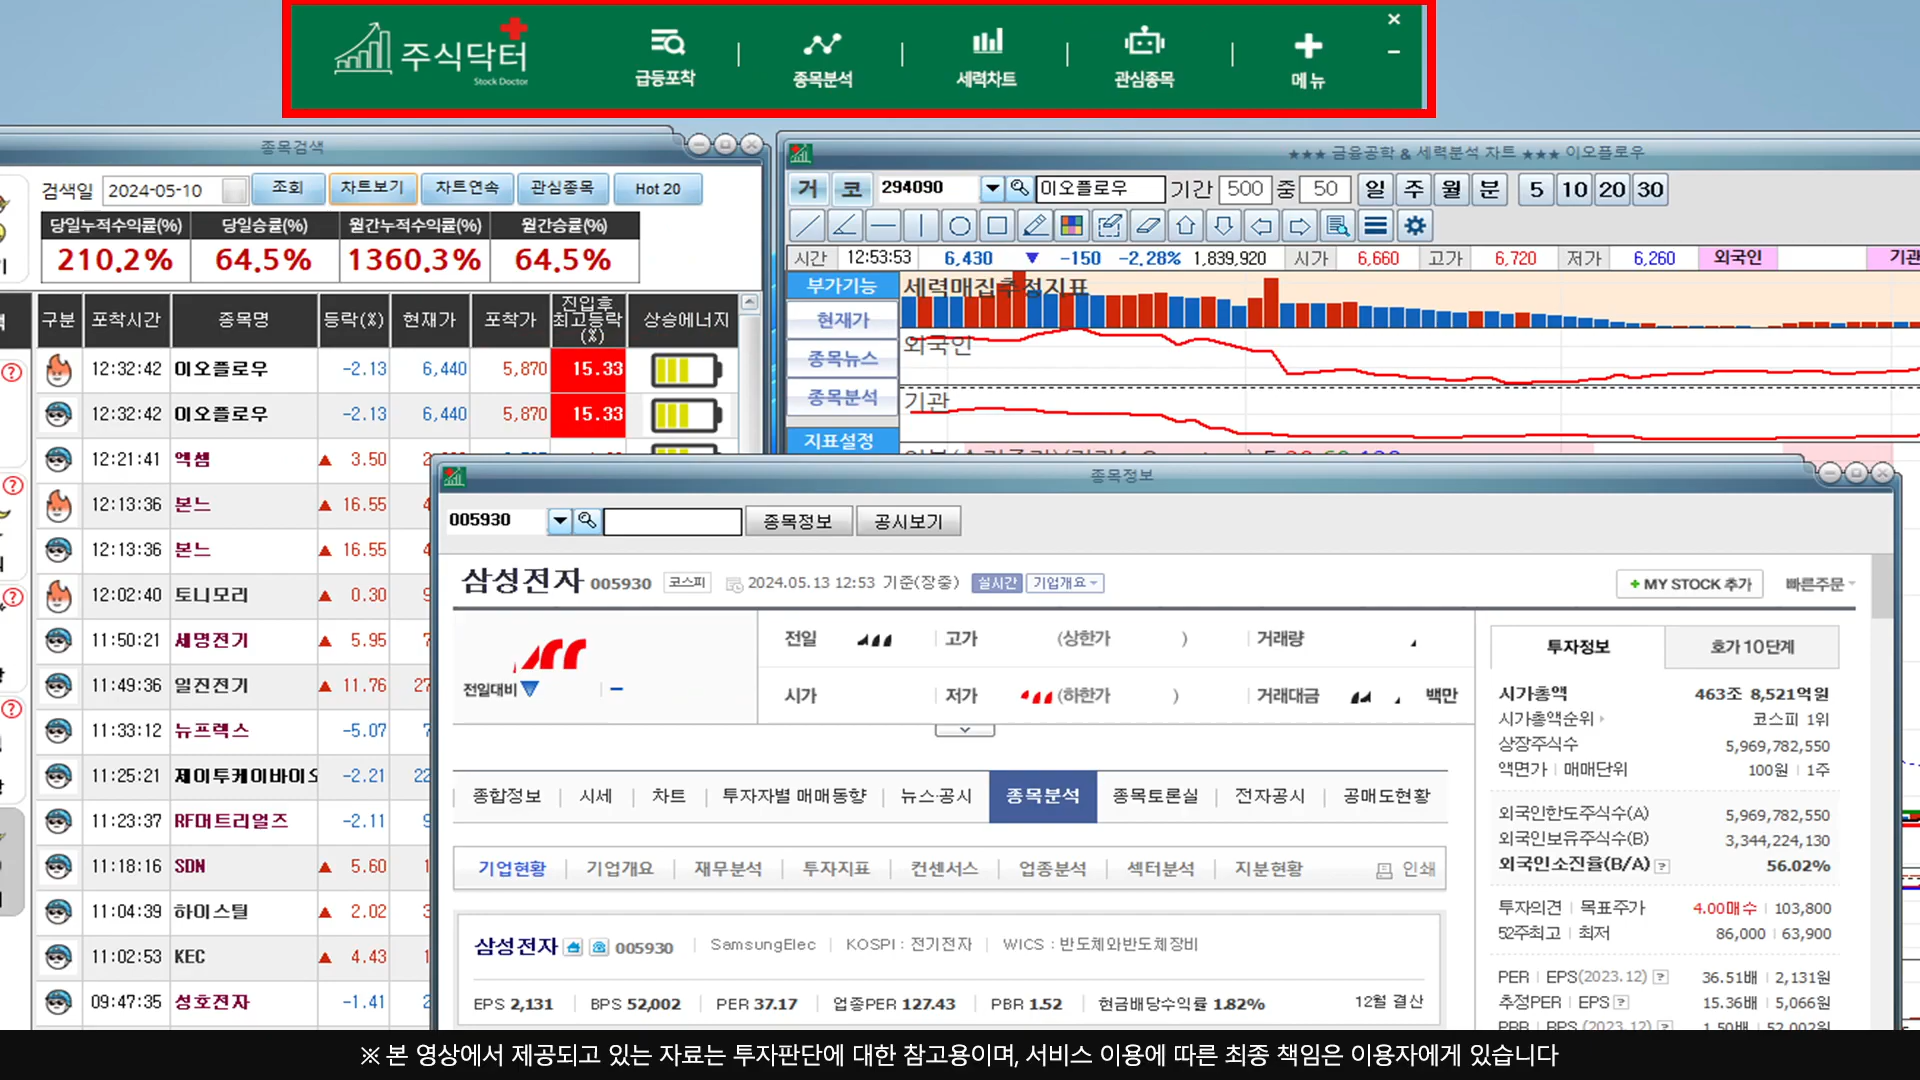 주식닥터
Stock Doctor
급등포착
종목분석
세력차트
관심종목
메뉴
종목검색
검색일 2024-05-10 조회 차트보기 차트연속 관심종목 Hot 20
당일누적수익률(%) 당일승률(%) 월간누적수익률(%) 월간승률(%)
210.2% 64.5% 1360.3% 64.5%
구분 포착시간 종목명 등락(%) 현재가 포착가 진입후 최고등락 (%) 상승에너지
12:32:42 이오플로우 -2.13 6,440 5,870 15.33
12:32:42 이오플로우 -2.13 6,440 5,870 15.33
12:21:41 엑셈 ▲ 3.50
12:13:36 본느 ▲ 16.55
12:13:36 본느 ▲ 16.55
12:02:40 토니모리 ▲ 0.30
11:50:21 세명전기 ▲ 5.95
11:49:36 일진전기 ▲ 11.76
11:33:12 뉴프렉스 -5.07
11:25:21 제이투케이바이오 -2.21
11:23:37 RF머트리얼즈 -2.11
11:18:16 SDN ▲ 5.60
11:04:39 하이스틸 ▲ 2.02
11:02:53 KEC ▲ 4.43
09:47:35 성호전자 -1.41
★★★ 금융공학 & 세력분석 차트 ★★★ 이오플로우
거 코 294090 이오플로우 기간 500 중 50 일 주 월 분 5 10 20 30
시간 12:53:53 6,430 ▼ -150 -2.28% 1,839,920 시가 6,660 고가 6,720 저가 6,260 외국인 기관
부가기능
현재가
종목뉴스
종목분석
지표설정
세력매집추정지표
외국인
기관
종목정보
005930 종목정보 공시보기
삼성전자 005930 코스피 2024.05.13 12:53 기준(장중) 실시간 기업개요
+ MY STOCK 추가 빠른주문
전일대비 ▼
전일 고가 (상한가 ) 거래량
시가 저가 (하한가 ) 거래대금 백만
종합정보 시세 차트 투자자별 매매동향 뉴스·공시 종목분석 종목토론실 전자공시 공매도현황
기업현황 기업개요 재무분석 투자지표 컨센서스 업종분석 섹터분석 지분현황 인쇄
삼성전자 005930 SamsungElec KOSPI : 전기전자 WICS : 반도체와반도체장비
EPS 2,131 BPS 52,002 PER 37.17 업종PER 127.43 PBR 1.52 현금배당수익률 1.82% 12월 결산
투자정보 호가 10단계
시가총액 463조 8,521억원
시가총액순위 코스피 1위
상장주식수 5,969,782,550
액면가 | 매매단위 100원 | 1주
외국인한도주식수(A) 5,969,782,550
외국인보유주식수(B) 3,344,224,130
외국인소진율(B/A) ? 56.02%
투자의견 | 목표주가 4.00매수 | 103,800
52주최고 | 최저 86,000 | 63,900
PER | EPS(2023.12) ? 36.51배 | 2,131원
추정PER | EPS ? 15.36배 | 5,066원
PBR | BPS (2023.12) ? 1.50배 | 52,002원
※ 본 영상에서 제공되고 있는 자료는 투자판단에 대한 참고용이며, 서비스 이용에 따른 최종 책임은 이용자에게 있습니다